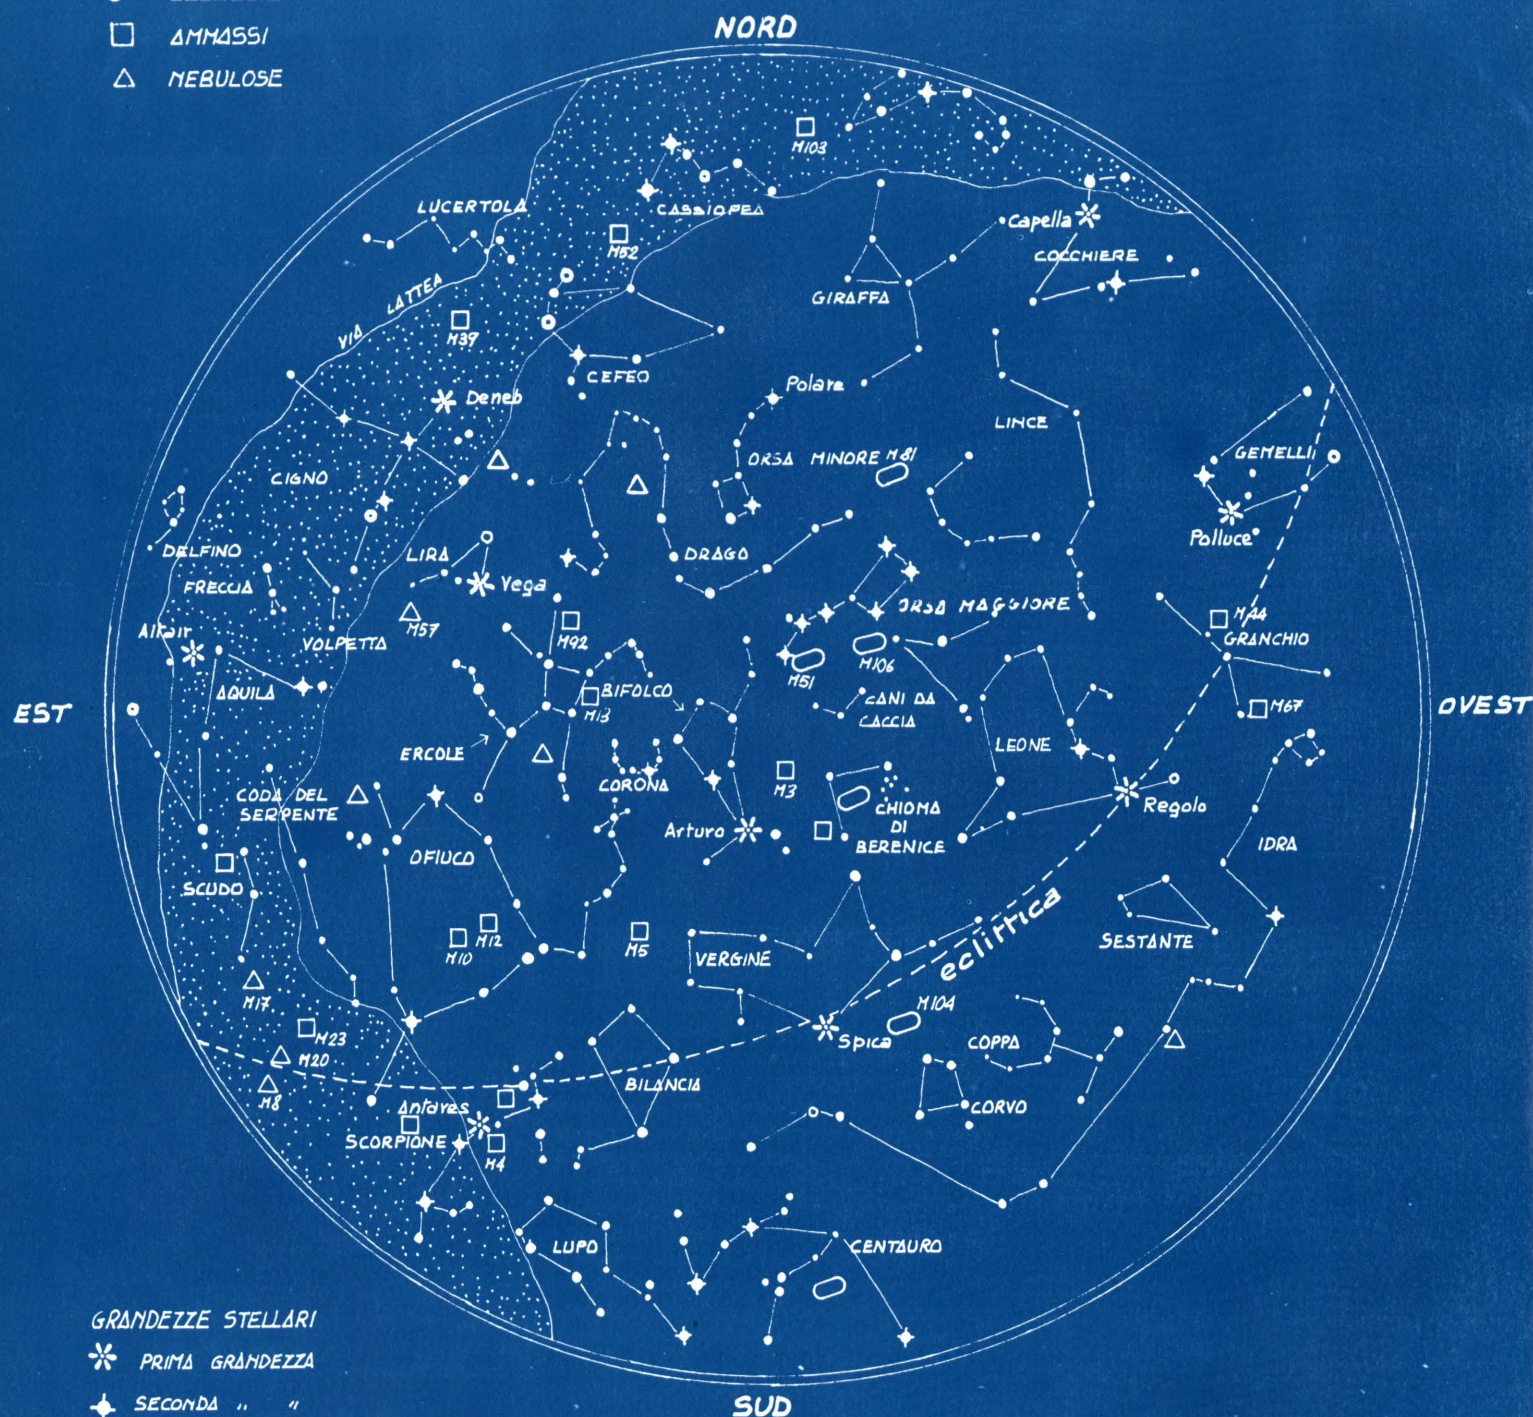 AMMASSI
NEBULOSE
NORD
M103
LUCERTOLA
CASSIOPEA
Capella
M52
COCCHIERE
VIA LATTEA
GIRAFFA
M39
CEFEO
Polare
Deneb
LINCE
ORSA MINORE
M81
GEMELLI
CIGNO
Polluce
DELFINO
LIRA
DRAGO
FRECCIA
Vega
ORSA MAGGIORE
M57
M44
Altair
VOLPETTA
M92
GRANCHIO
M106
M51
AQUILA
BIFOLCO
CANI DA
CACCIA
M13
M67
EST
OVEST
ERCOLE
LEONE
CORONA
M3
CODA DEL
SERPENTE
CHIOMA
DI
BERENICE
Regolo
Arturo
OFIUCO
IDRA
SCUDO
M12
M10
M5
VERGINE
eclittica
SESTANTE
M17
M104
M23
Spica
COPPA
M20
BILANCIA
M8
Antares
CORVO
SCORPIONE
M4
LUPO
CENTAURO
GRANDEZZE STELLARI
PRIMA GRANDEZZA
SECONDA " "
SUD